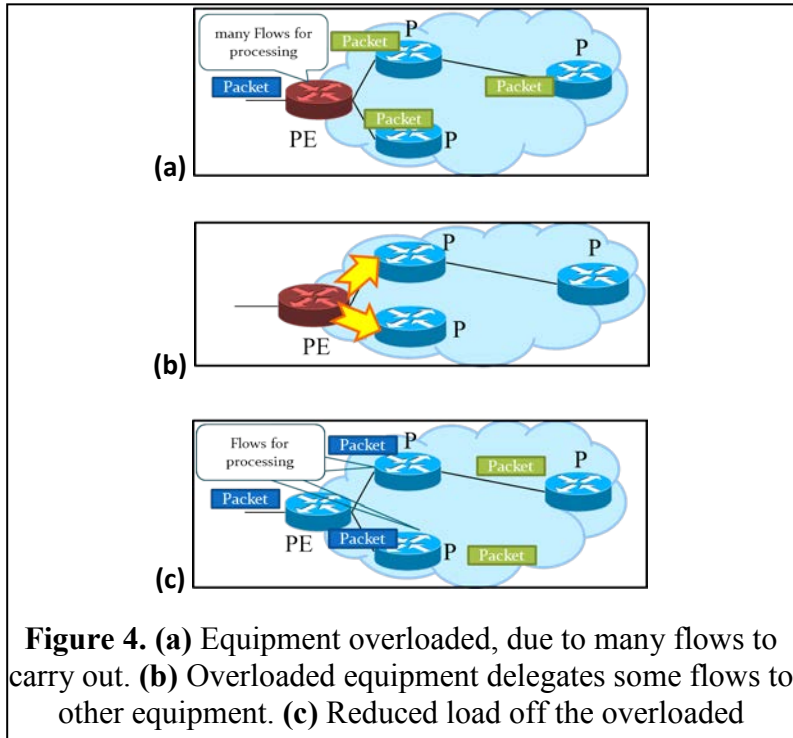 many Flows for
processing
Packet
P
P
Packet
Packet
Packet
PE
P
(a)
P
P
PE
P
(b)
Flows for
processing
Packet
P
P
Packet
Packet
PE
Packet
P
Packet
(c)
Figure 4. (a) Equipment overloaded, due to many flows to
carry out. (b) Overloaded equipment delegates some flows to
other equipment. (c) Reduced load off the overloaded